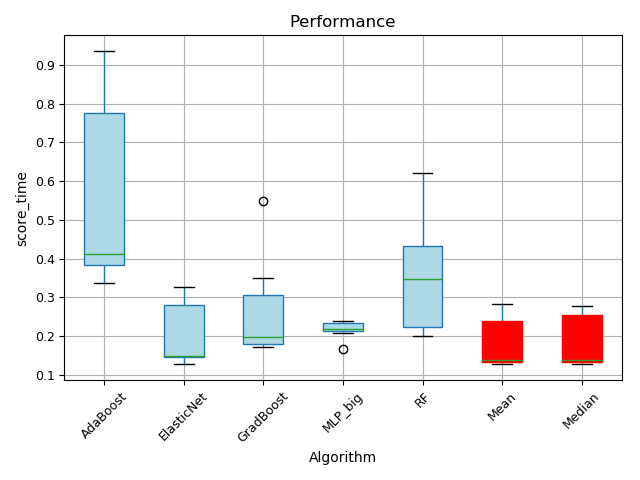 Performance
score_time
0.9
0.8
0.7
0.6
0.5
0.4
0.3
0.2
0.1
AdaBoost
ElasticNet
GradBoost
MLP_big
RF
Mean
Median
Algorithm